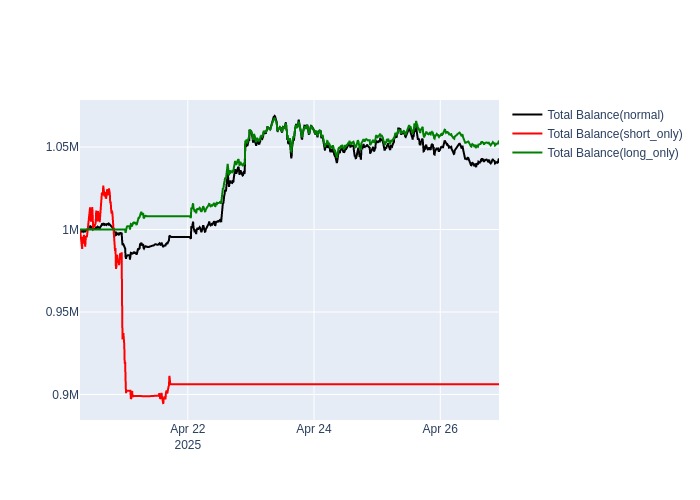 Total Balance(normal)
Total Balance(short_only)
Total Balance(long_only)
1.05M
1M
0.95M
0.9M
Apr 22
2025
Apr 24
Apr 26